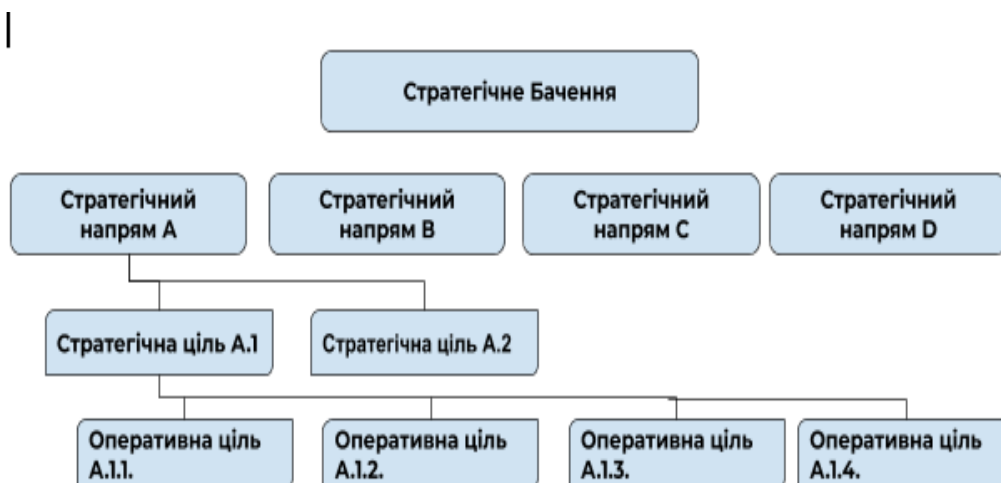 Стратегічне Бачення
Стратегічний
напрям А
Стратегічний
напрям В
Стратегічний
напрям С
Стратегічний
напрям D
Стратегічна ціль А.1
Стратегічна ціль А.2
Оперативна ціль
А.1.1.
Оперативна ціль
А.1.2.
Оперативна ціль
А.1.3.
Оперативна ціль
А.1.4.